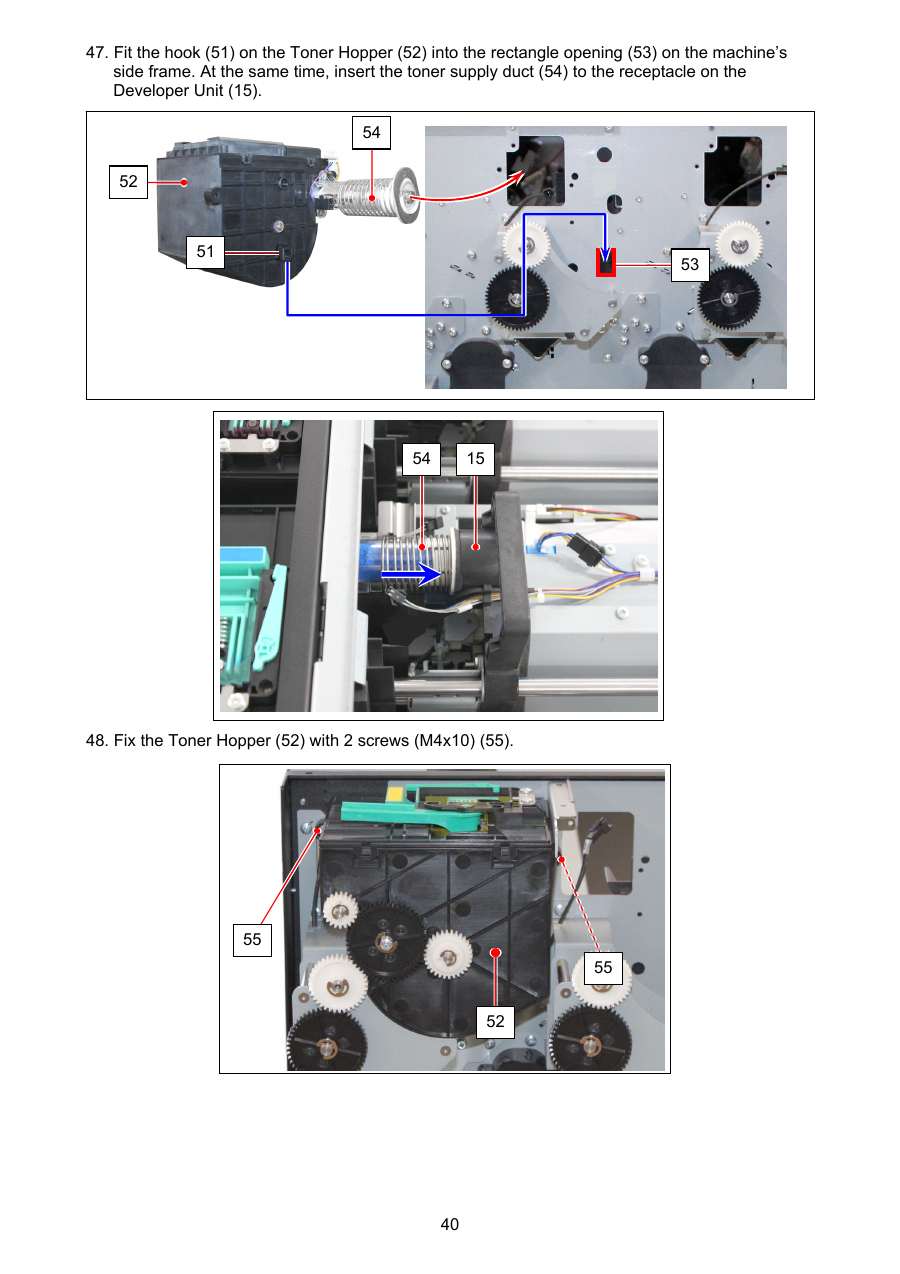 47. Fit the hook (51) on the Toner Hopper (52) into the rectangle opening (53) on the machine’s
side frame. At the same time, insert the toner supply duct (54) to the receptacle on the
Developer Unit (15).
54
52
51
53
54
15
48. Fix the Toner Hopper (52) with 2 screws (M4x10) (55).
55
55
52
40